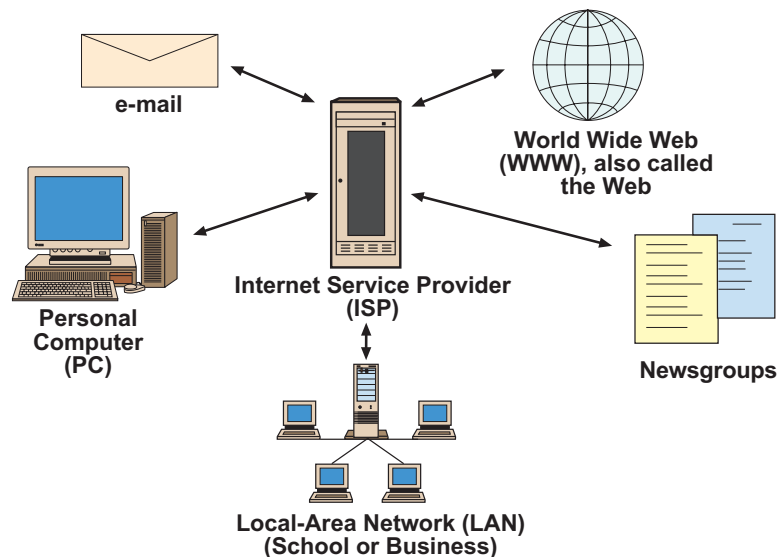 e-mail
World Wide Web
(WWW), also called
the Web
Internet Service Provider
(ISP)
Personal
Computer
(PC)
Newsgroups
Local-Area Network (LAN)
(School or Business)